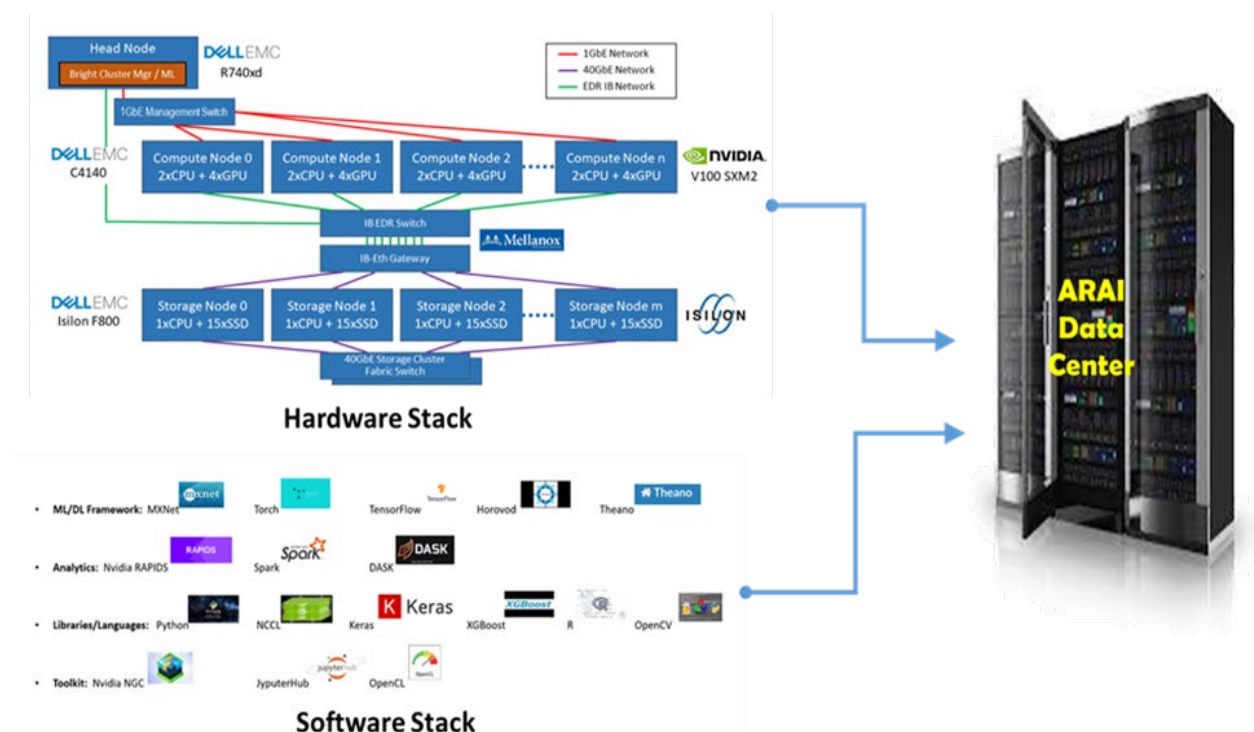 Head Node
Bright Cluster Mgr / ML
DELLEMC
R740xd
1GbE Network
40GbE Network
EDR IB Network
1GbE Management Switch
DELLEMC
C4140
Compute Node 0
2xCPU + 4xGPU
Compute Node 1
2xCPU + 4xGPU
Compute Node 2
2xCPU + 4xGPU
Compute Node n
2xCPU + 4xGPU
NVIDIA.
V100 SXM2
IB EDR Switch
Mellanox
IB-Eth Gateway
DELLEMC
Isilon F800
Storage Node 0
1xCPU + 15xSSD
Storage Node 1
1xCPU + 15xSSD
Storage Node 2
1xCPU + 15xSSD
Storage Node m
1xCPU + 15xSSD
ISILON
40GbE Storage Cluster
Fabric Switch
Hardware Stack
ARAI
Data
Center
• ML/DL Framework: MXNet mxnet Torch TensorFlow TensorFlow Horovod Theano Theano
• Analytics: Nvidia RAPIDS RAPIDS Spark Spark DASK DASK
• Libraries/Languages: Python NCCL Keras K Keras XGBoost XGBoost R R OpenCV
• Toolkit: Nvidia NGC JyputerHub jupyterhub OpenCL OpenCL
Software Stack